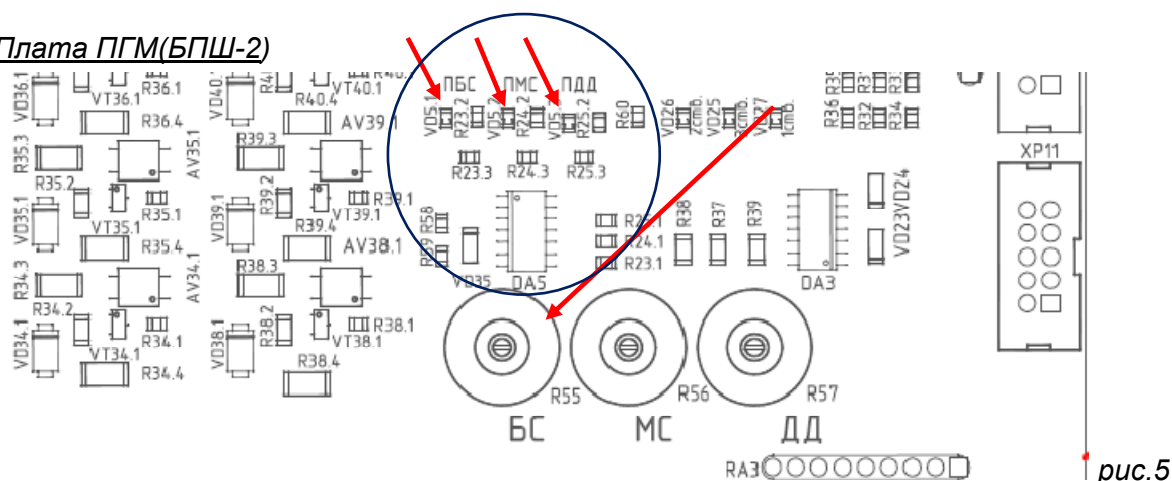 Плата ПГМ(БПШ-2)
VD36.1
R36.1
VT36.1
R36.4
VD40.1
VT40.1
R40.4
AV39.1
ПБС ПМС ПДД
VD5.1
R23.2
VD5.2
R24.2
R25.2
R60
VD26
2cmб.
VD25
VD27
1cmб.
R36
R32
R34
XP11
R35.3
AV35.1
R39.3
R23.3
R24.3
R25.3
R35.2
VD35.1
R35.1
VT35.1
R35.4
R39.2
VD39.1
R39.1
VT39.1
R39.4
AV38.1
R58
R59
VD35
DA5
R25.1
R24.1
R23.1
R38
R37
R39
DA3
VD24
VD23
R34.3
AV34.1
R38.3
R34.2
VD34.1
R34.1
VT34.1
R34.4
R38.2
VD38.1
R38.1
VT38.1
R38.4
R55
R56
R57
БС МС ДД
RA3
рис.5